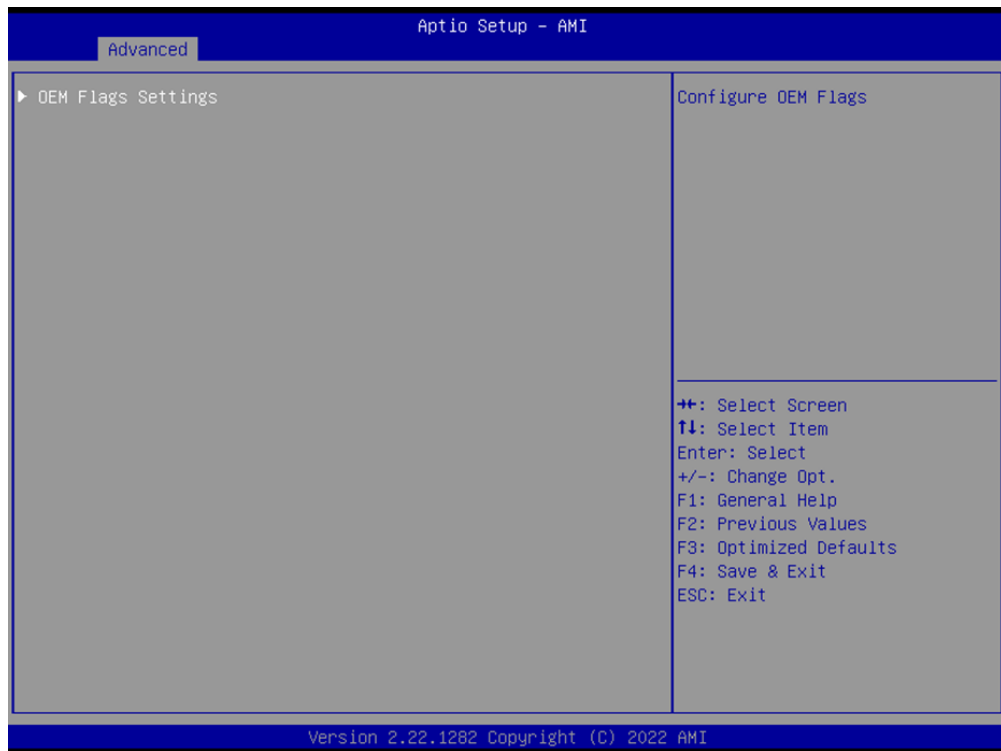 Aptio Setup – AMI
Advanced
▶ OEM Flags Settings
Configure OEM Flags
→←: Select Screen
↑↓: Select Item
Enter: Select
+/-: Change Opt.
F1: General Help
F2: Previous Values
F3: Optimized Defaults
F4: Save & Exit
ESC: Exit
Version 2.22.1282 Copyright (C) 2022 AMI